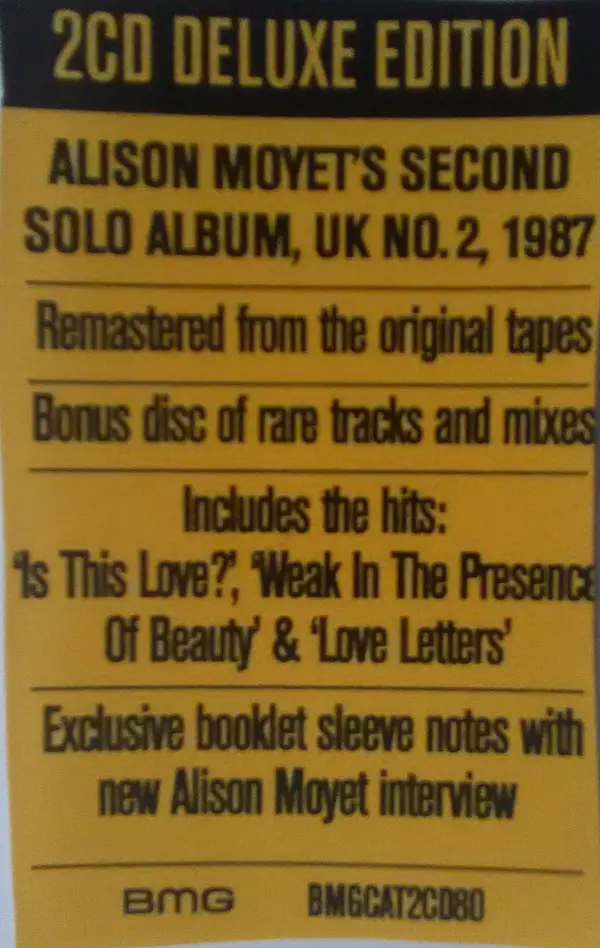 2CD DELUXE EDITION
ALISON MOYET'S SECOND
SOLO ALBUM, UK NO. 2, 1987
Remastered from the original tapes
Bonus disc of rare tracks and mixes
Includes the hits:
'Is This Love?', 'Weak In The Presence
Of Beauty' & 'Love Letters'
Exclusive booklet sleeve notes with
new Alison Moyet interview
BMG BMGCAT2CD80